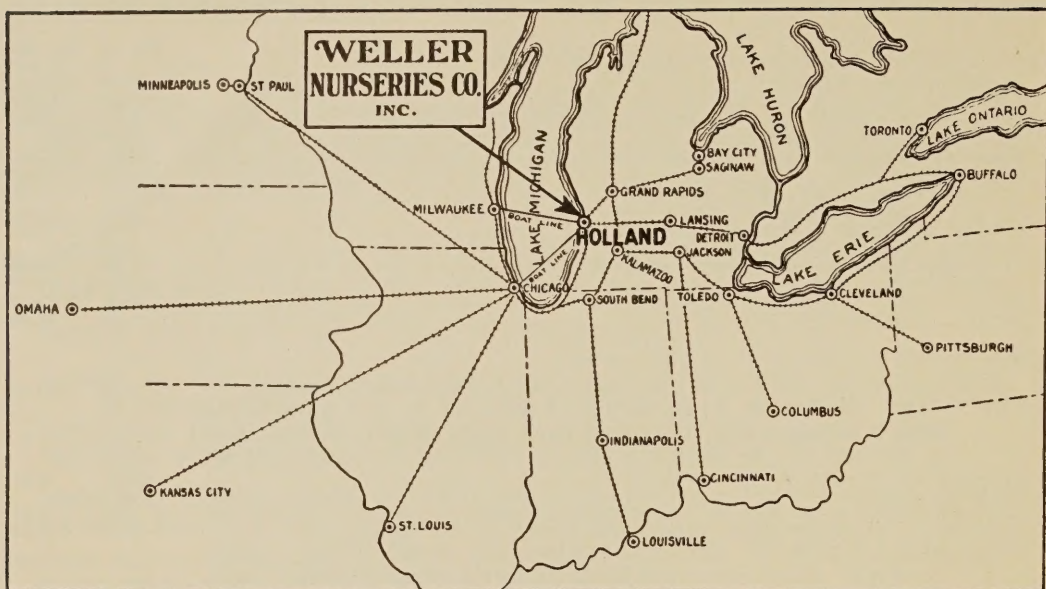 WELLER
NURSERIES CO.
INC.
MINNEAPOLIS
ST PAUL
LAKE HURON
LAKE MICHIGAN
TORONTO
LAKE ONTARIO
BAY CITY
SAGINAW
BUFFALO
GRAND RAPIDS
MILWAUKEE
BOAT LINE
LANSING
HOLLAND
DETROIT
JACKSON
KALAMAZOO
BOAT LINE
LAKE ERIE
CHICAGO
SOUTH BEND
TOLEDO
CLEVELAND
OMAHA
PITTSBURGH
COLUMBUS
INDIANAPOLIS
CINCINNATI
KANSAS CITY
ST. LOUIS
LOUISVILLE